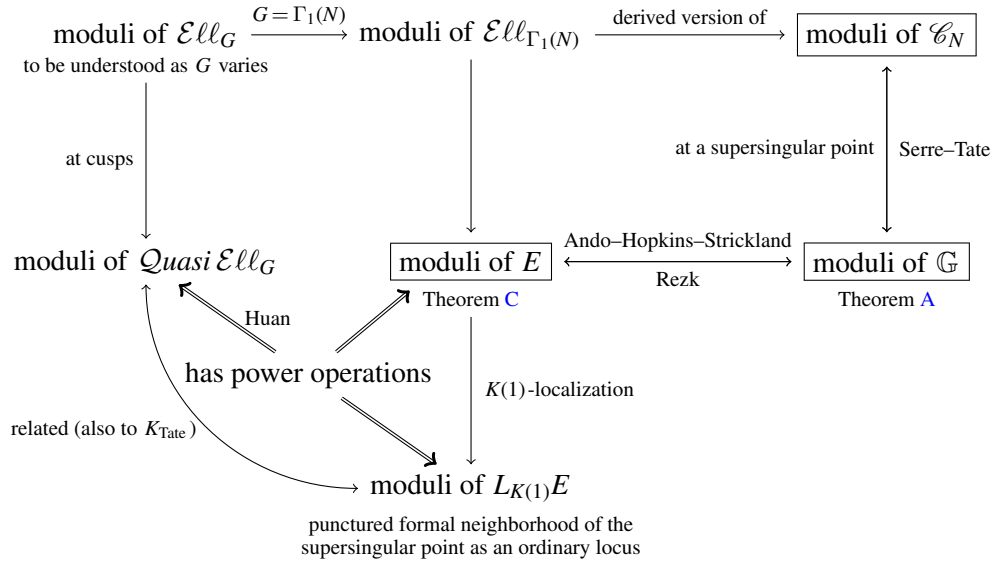 moduli of ℰℓℓ_G
G = Γ₁(N)
moduli of ℰℓℓ_{Γ₁(N)}
derived version of
moduli of 𝒞_N
to be understood as G varies
at cusps
at a supersingular point
Serre–Tate
moduli of 𝒬uasi ℰℓℓ_G
moduli of E
Ando–Hopkins–Strickland
Rezk
moduli of 𝔾
Theorem C
Theorem A
Huan
has power operations
K(1)-localization
related (also to K_Tate)
moduli of L_{K(1)}E
punctured formal neighborhood of the
supersingular point as an ordinary locus